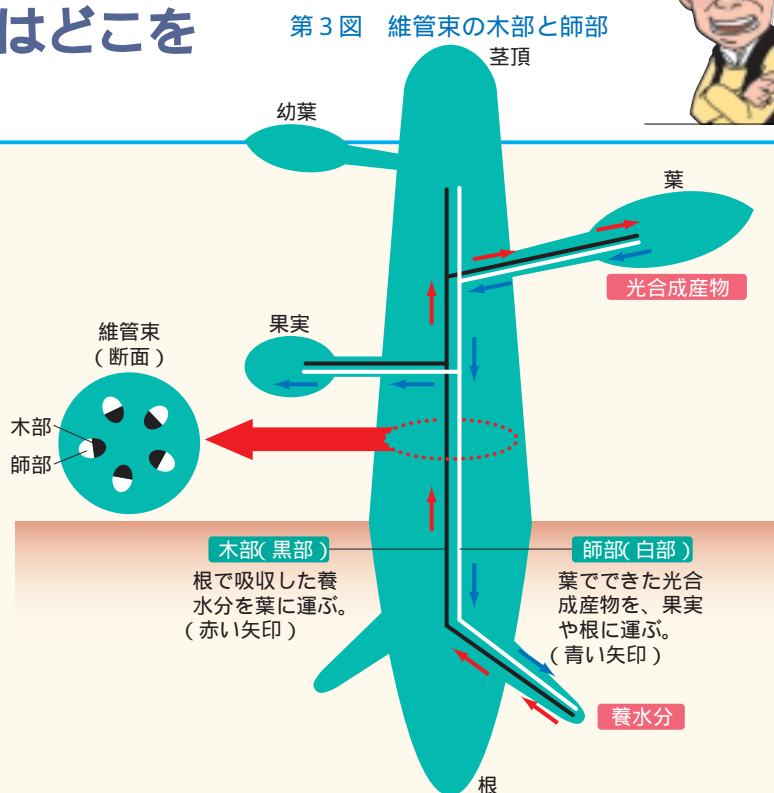 はどこを
第3図 維管束の木部と師部
茎頂
幼葉
葉
光合成産物
果実
維管束
(断面)
木部
師部
木部(黒部)
根で吸収した養
水分を葉に運ぶ。
(赤い矢印)
師部(白部)
葉でできた光合
成産物を、果実
や根に運ぶ。
(青い矢印)
養水分
根